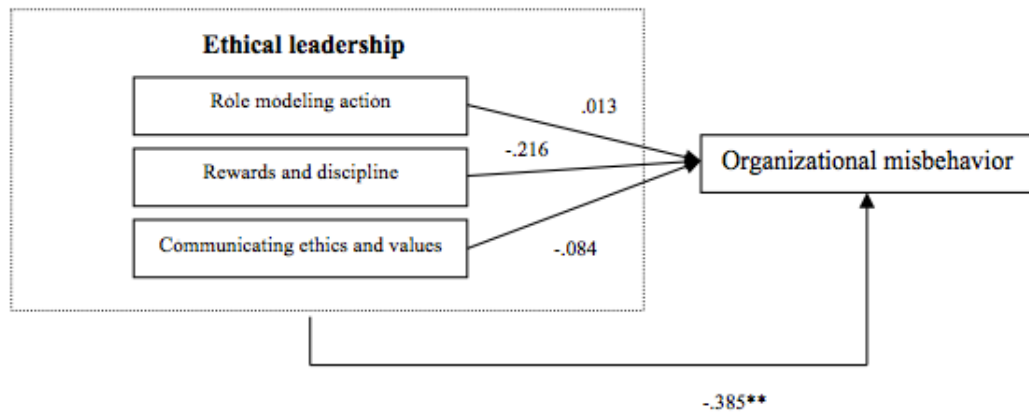 Ethical leadership
Role modeling action
.013
-.216
Rewards and discipline
Organizational misbehavior
Communicating ethics and values
-.084
-.385**